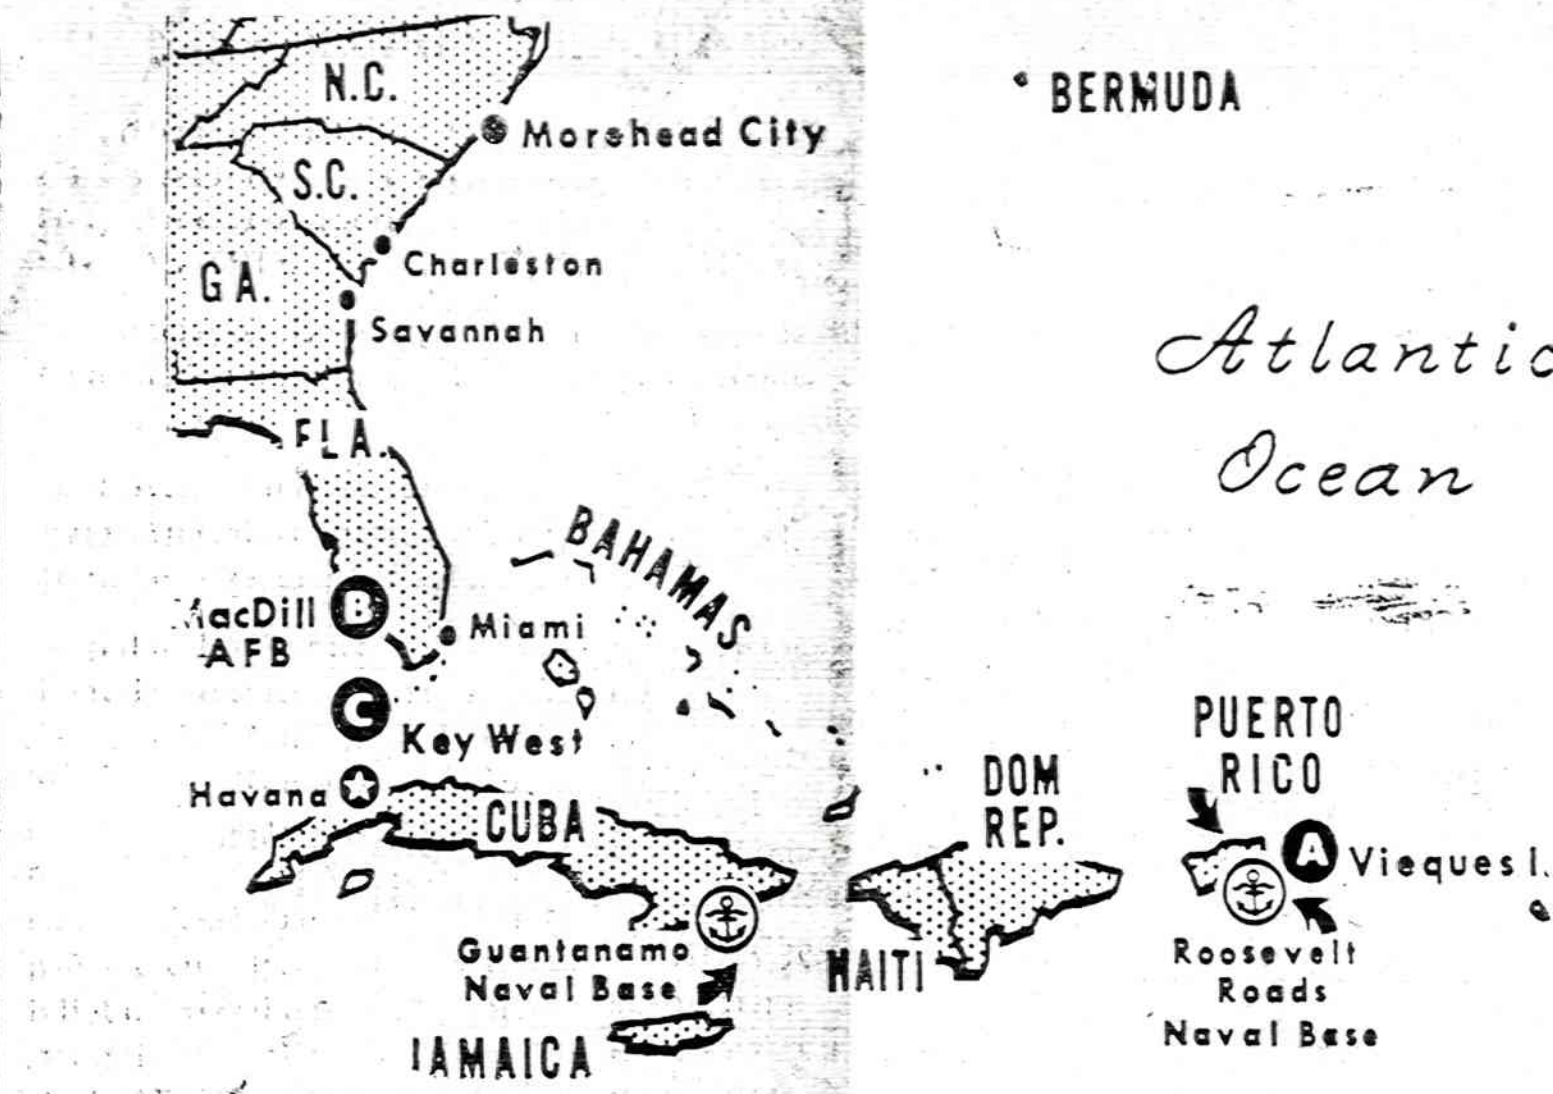 N.C.
BERMUDA
Morehead City
S.C.
Charleston
GA.
Savannah
Atlantic
Ocean
FLA.
BAHAMAS
B
MacDill
AFB
Miami
C
Key West
PUERTO
RICO
Havana
CUBA
DOM
REP.
A
Vieques I.
Guantanamo
Naval Base
HAITI
Roosevelt
Roads
Naval Base
JAMAICA